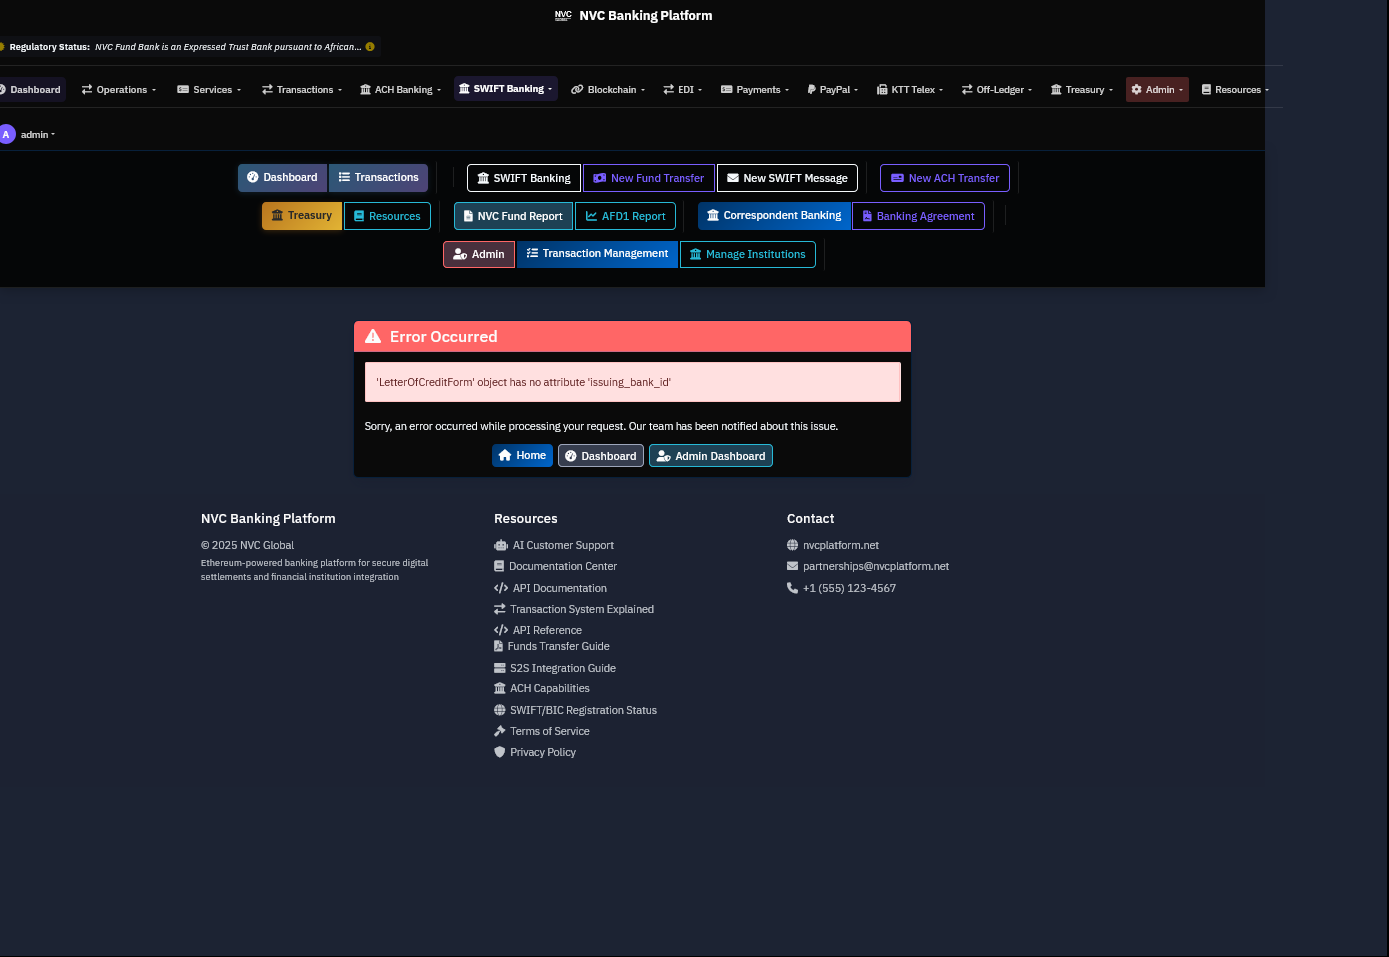 NVC GLOBAL NVC Banking Platform
Regulatory Status: NVC Fund Bank is an Expressed Trust Bank pursuant to African...
Dashboard Operations Services Transactions ACH Banking SWIFT Banking Blockchain EDI Payments PayPal KTT Telex Off-Ledger Treasury Admin Resources
A admin
Dashboard Transactions SWIFT Banking New Fund Transfer New SWIFT Message New ACH Transfer
Treasury Resources NVC Fund Report AFD1 Report Correspondent Banking Banking Agreement
Admin Transaction Management Manage Institutions
Error Occurred
'LetterOfCreditForm' object has no attribute 'issuing_bank_id'
Sorry, an error occurred while processing your request. Our team has been notified about this issue.
Home Dashboard Admin Dashboard
NVC Banking Platform
© 2025 NVC Global
Ethereum-powered banking platform for secure digital
settlements and financial institution integration
Resources
AI Customer Support
Documentation Center
API Documentation
Transaction System Explained
API Reference
Funds Transfer Guide
S2S Integration Guide
ACH Capabilities
SWIFT/BIC Registration Status
Terms of Service
Privacy Policy
Contact
nvcplatform.net
partnerships@nvcplatform.net
+1 (555) 123-4567